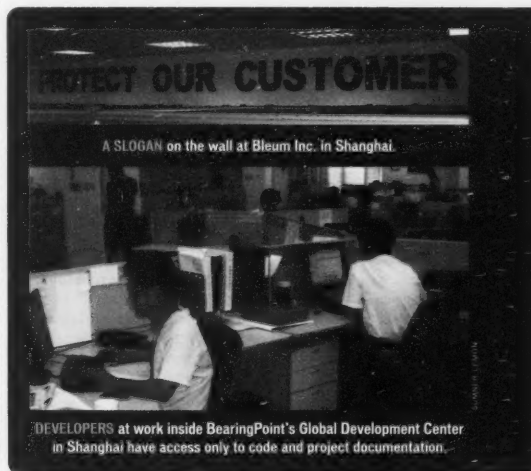 PROTECT OUR CUSTOMER
A SLOGAN on the wall at Bleum Inc. in Shanghai.
DEVELOPERS at work inside BearingPoint's Global Development Center
in Shanghai have access only to code and project documentation.